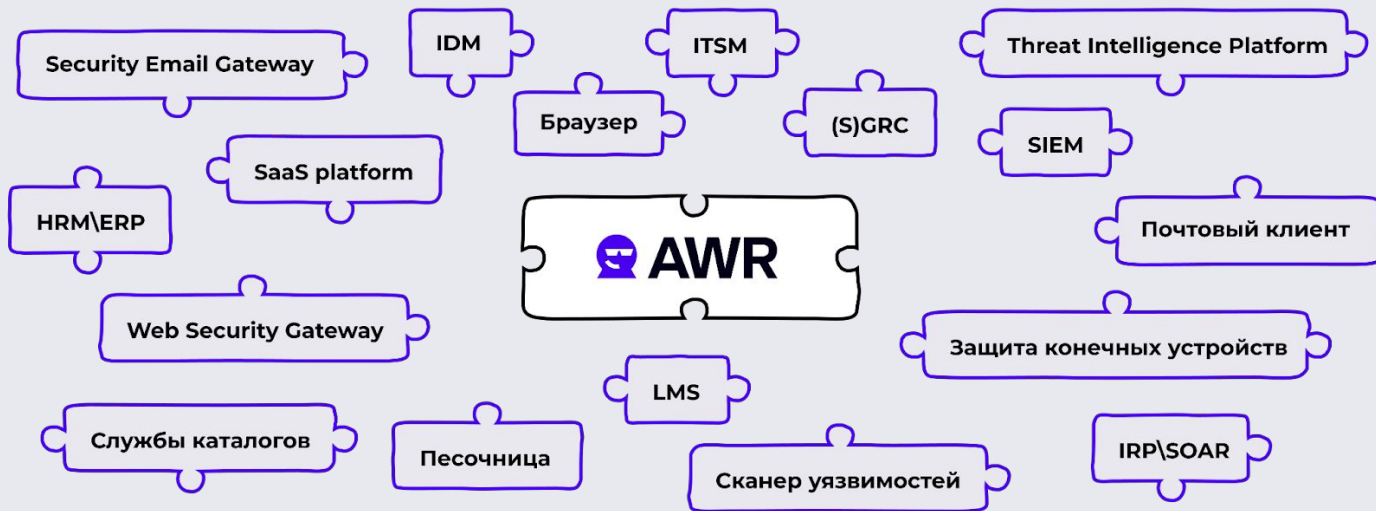 IDM
ITSM
Threat Intelligence Platform
Security Email Gateway
Браузер
(S)GRC
SIEM
SaaS platform
HRM\ERP
Почтовый клиент
AWR
Web Security Gateway
Защита конечных устройств
LMS
Службы каталогов
Песочница
IRP\SOAR
Сканер уязвимостей